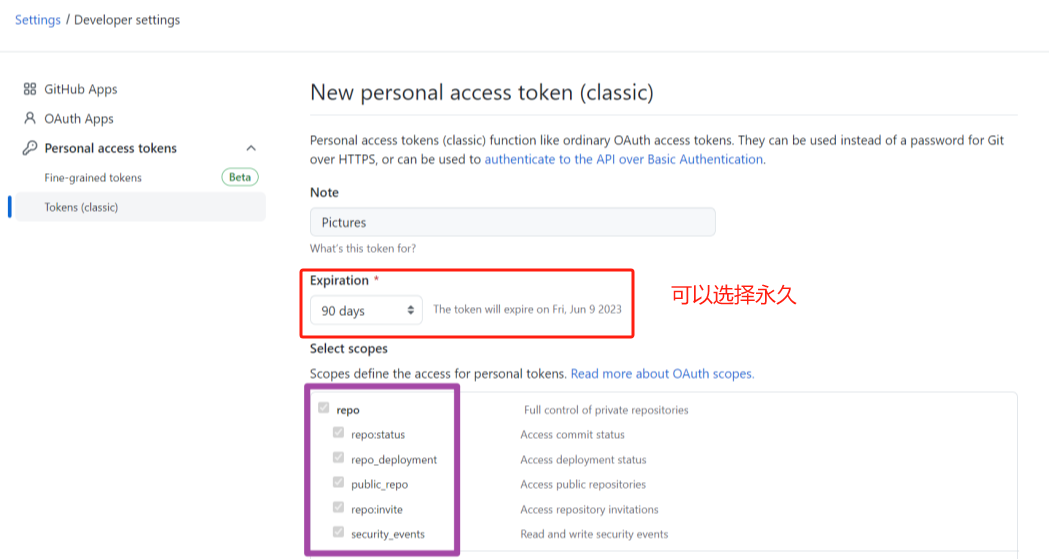 Settings / Developer settings
GitHub Apps
OAuth Apps
Personal access tokens
Fine-grained tokens
Beta
Tokens (classic)
New personal access token (classic)
Personal access tokens (classic) function like ordinary OAuth access tokens. They can be used instead of a password for Git
over HTTPS, or can be used to authenticate to the API over Basic Authentication.
Note
Pictures
What's this token for?
Expiration *
90 days
The token will expire on Fri, Jun 9 2023
可以选择永久
Select scopes
Scopes define the access for personal tokens. Read more about OAuth scopes.
repo Full control of private repositories
repo:status Access commit status
repo_deployment Access deployment status
public_repo Access public repositories
repo:invite Access repository invitations
security_events Read and write security events